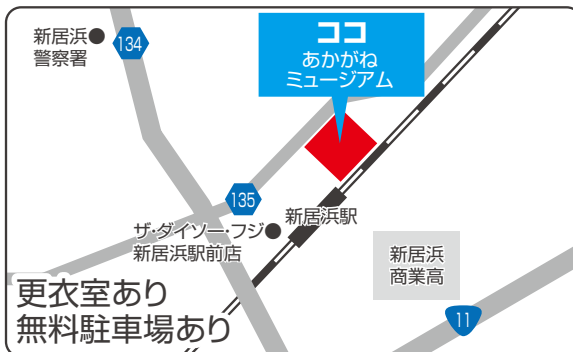 新居浜
警察署
134
ココ
あかがね
ミュージアム
135
新居浜駅
ザ・ダイソー・フジ
新居浜駅前店
新居浜
商業高
11
更衣室あり
無料駐車場あり